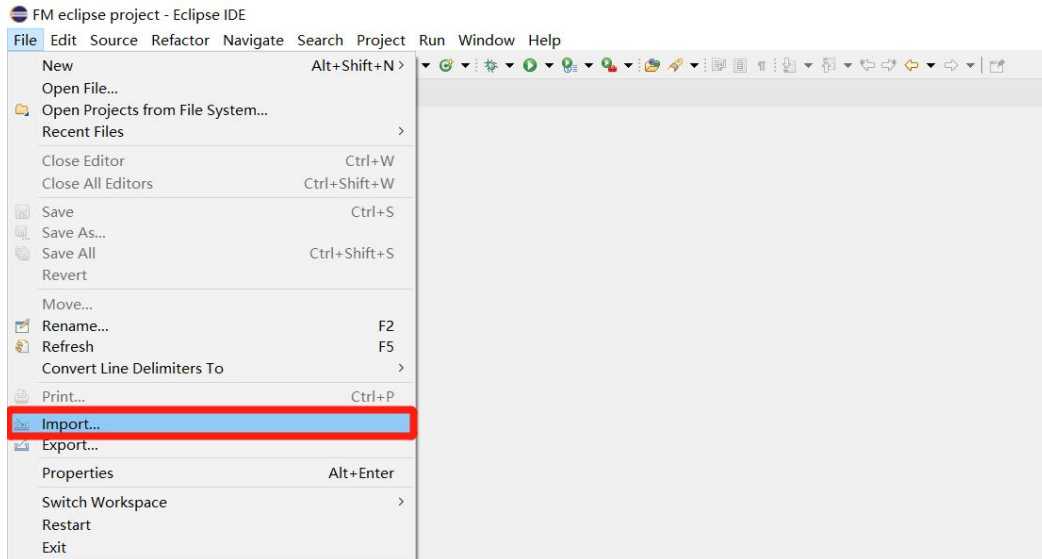 FM eclipse project - Eclipse IDE
File Edit Source Refactor Navigate Search Project Run Window Help
New Alt+Shift+N >
Open File...
Open Projects from File System...
Recent Files >
Close Editor Ctrl+W
Close All Editors Ctrl+Shift+W
Save Ctrl+S
Save As...
Save All Ctrl+Shift+S
Revert
Move...
Rename... F2
Refresh F5
Convert Line Delimiters To >
Print... Ctrl+P
Import...
Export...
Properties Alt+Enter
Switch Workspace >
Restart
Exit